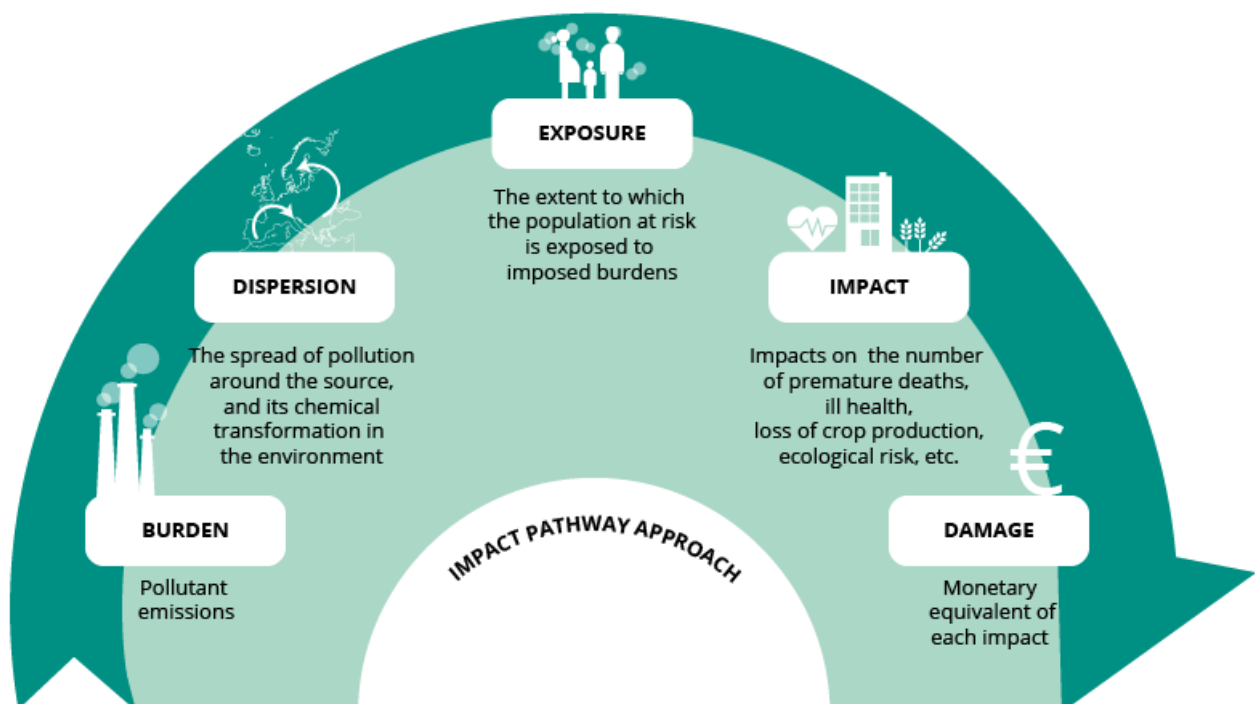 EXPOSURE
The extent to which
the population at risk
is exposed to
imposed burdens
DISPERSION
The spread of pollution
around the source,
and its chemical
transformation in
the environment
IMPACT
Impacts on the number
of premature deaths,
ill health,
loss of crop production,
ecological risk, etc.
€
BURDEN
Pollutant
emissions
IMPACT PATHWAY APPROACH
DAMAGE
Monetary
equivalent of
each impact